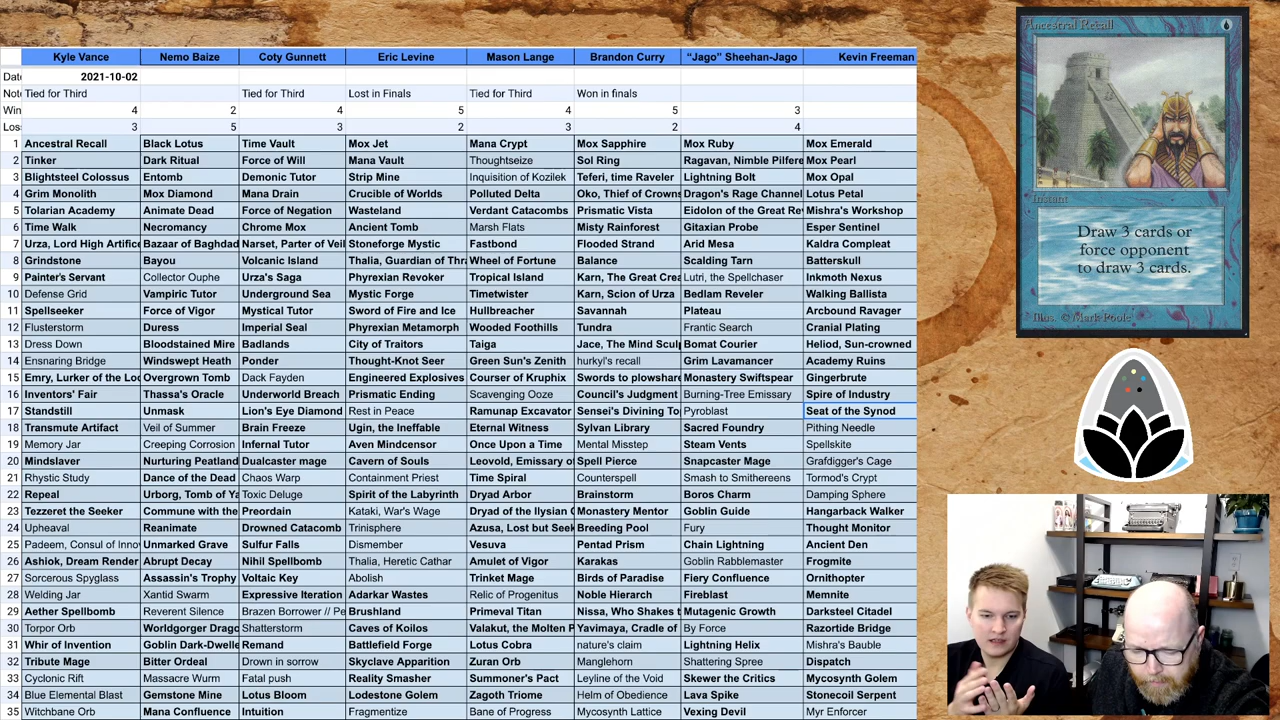 Kyle Vance Nemo Baize Coty Gunnett Eric Levine Mason Lange Brandon Curry “Jago” Sheehan-Jago Kevin Freeman
Date 2021-10-02
Note Tied for Third Tied for Third Lost in Finals Tied for Third Won in finals
Win 4 2 4 5 4 5 3
Los 3 5 3 2 3 2 4
1 Ancestral Recall Black Lotus Time Vault Mox Jet Mana Crypt Mox Sapphire Mox Ruby Mox Emerald
2 Tinker Dark Ritual Force of Will Mana Vault Thoughtseize Sol Ring Ragavan, Nimble Pilfere Mox Pearl
3 Blightsteel Colossus Entomb Demonic Tutor Strip Mine Inquisition of Kozilek Teferi, time Raveler Lightning Bolt Mox Opal
4 Grim Monolith Mox Diamond Mana Drain Crucible of Worlds Polluted Delta Oko, Thief of Crowns Dragon's Rage Channel Lotus Petal
5 Tolarian Academy Animate Dead Force of Negation Wasteland Verdant Catacombs Prismatic Vista Eidolon of the Great Re Mishra's Workshop
6 Time Walk Necromancy Chrome Mox Ancient Tomb Marsh Flats Misty Rainforest Gitaxian Probe Esper Sentinel
7 Urza, Lord High Artifice Bazaar of Baghdad Narset, Parter of Veil Stoneforge Mystic Fastbond Flooded Strand Arid Mesa Kaldra Compleat
8 Grindstone Bayou Volcanic Island Thalia, Guardian of Thra Wheel of Fortune Balance Scalding Tarn Batterskull
9 Painter's Servant Collector Ouphe Urza's Saga Phyrexian Revoker Tropical Island Karn, The Great Crea Lutri, the Spellchaser Inkmoth Nexus
10 Defense Grid Vampiric Tutor Underground Sea Mystic Forge Timetwister Karn, Scion of Urza Bedlam Reveler Walking Ballista
11 Spellseeker Force of Vigor Mystical Tutor Sword of Fire and Ice Hullbreacher Savannah Plateau Arcbound Ravager
12 Flusterstorm Duress Imperial Seal Phyrexian Metamorph Wooded Foothills Tundra Frantic Search Cranial Plating
13 Dress Down Bloodstained Mire Badlands City of Traitors Taiga Jace, The Mind Sculp Bomat Courier Heliod, Sun-crowned
14 Ensnaring Bridge Windswept Heath Ponder Thought-Knot Seer Green Sun's Zenith hurkyl's recall Grim Lavamancer Academy Ruins
15 Emry, Lurker of the Loc Overgrown Tomb Dack Fayden Engineered Explosives Courser of Kruphix Swords to plowshare Monastery Swiftspear Gingerbrute
16 Inventors' Fair Thassa's Oracle Underworld Breach Prismatic Ending Scavenging Ooze Council's Judgment Burning-Tree Emissary Spire of Industry
17 Standstill Unmask Lion's Eye Diamond Rest in Peace Ramunap Excavator Sensei's Divining To Pyroblast Seat of the Synod
18 Transmute Artifact Veil of Summer Brain Freeze Ugin, the Ineffable Eternal Witness Sylvan Library Sacred Foundry Pithing Needle
19 Memory Jar Creeping Corrosion Infernal Tutor Aven Mindcensor Once Upon a Time Mental Misstep Steam Vents Spellskite
20 Mindslaver Nurturing Peatland Dualcaster mage Cavern of Souls Leovold, Emissary o Spell Pierce Snapcaster Mage Grafdigger's Cage
21 Rhystic Study Dance of the Dead Chaos Warp Containment Priest Time Spiral Counterspell Smash to Smithereens Tormod's Crypt
22 Repeal Urborg, Tomb of Ya Toxic Deluge Spirit of the Labyrinth Dryad Arbor Brainstorm Boros Charm Damping Sphere
23 Tezzeret the Seeker Commune with the Preordain Kataki, War's Wage Dryad of the Ilysian G Monastery Mentor Goblin Guide Hangarback Walker
24 Upheaval Reanimate Drowned Catacomb Trinisphere Azusa, Lost but Seek Breeding Pool Fury Thought Monitor
25 Padeem, Consul of Inno Unmarked Grave Sulfur Falls Dismember Vesuva Pentad Prism Chain Lightning Ancient Den
26 Ashiok, Dream Render Abrupt Decay Nihil Spellbomb Thalia, Heretic Cathar Amulet of Vigor Karakas Goblin Rabblemaster Frogmite
27 Sorcerous Spyglass Assassin's Trophy Voltaic Key Abolish Trinket Mage Birds of Paradise Fiery Confluence Ornithopter
28 Welding Jar Xantid Swarm Expressive Iteration Adarkar Wastes Relic of Progenitus Noble Hierarch Fireblast Memnite
29 Aether Spellbomb Reverent Silence Brazen Borrower // Pe Brushland Primeval Titan Nissa, Who Shakes t Mutagenic Growth Darksteel Citadel
30 Torpor Orb Worldgorger Drago Shatterstorm Caves of Koilos Valakut, the Molten P Yavimaya, Cradle of By Force Razortide Bridge
31 Whir of Invention Goblin Dark-Dwelle Remand Battlefield Forge Lotus Cobra nature's claim Lightning Helix Mishra's Bauble
32 Tribute Mage Bitter Ordeal Drown in sorrow Skyclave Apparition Zuran Orb Manglehorn Shattering Spree Dispatch
33 Cyclonic Rift Massacre Wurm Fatal push Reality Smasher Summoner's Pact Leyline of the Void Skewer the Critics Mycosynth Golem
34 Blue Elemental Blast Gemstone Mine Lotus Bloom Lodestone Golem Zagoth Triome Helm of Obedience Lava Spike Stonecoil Serpent
35 Witchbane Orb Mana Confluence Intuition Fragmentize Bane of Progress Mycosynth Lattice Vexing Devil Myr Enforcer
Ancestral Recall
Instant
Draw 3 cards or
force opponent
to draw 3 cards.
Illus. © Mark Poole